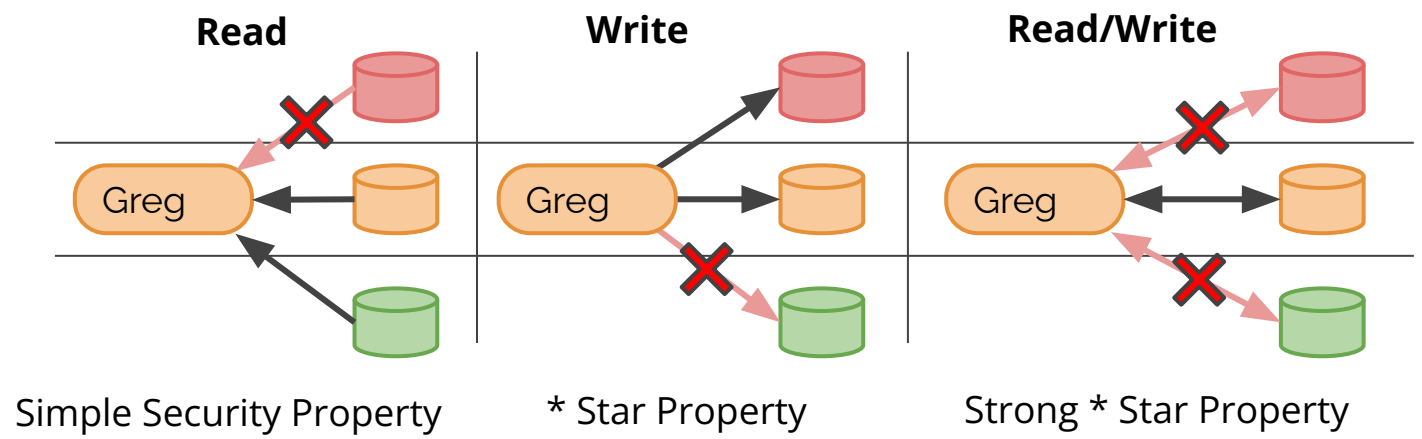 Read
Write
Read/Write
Greg
Greg
Greg
Simple Security Property
* Star Property
Strong * Star Property